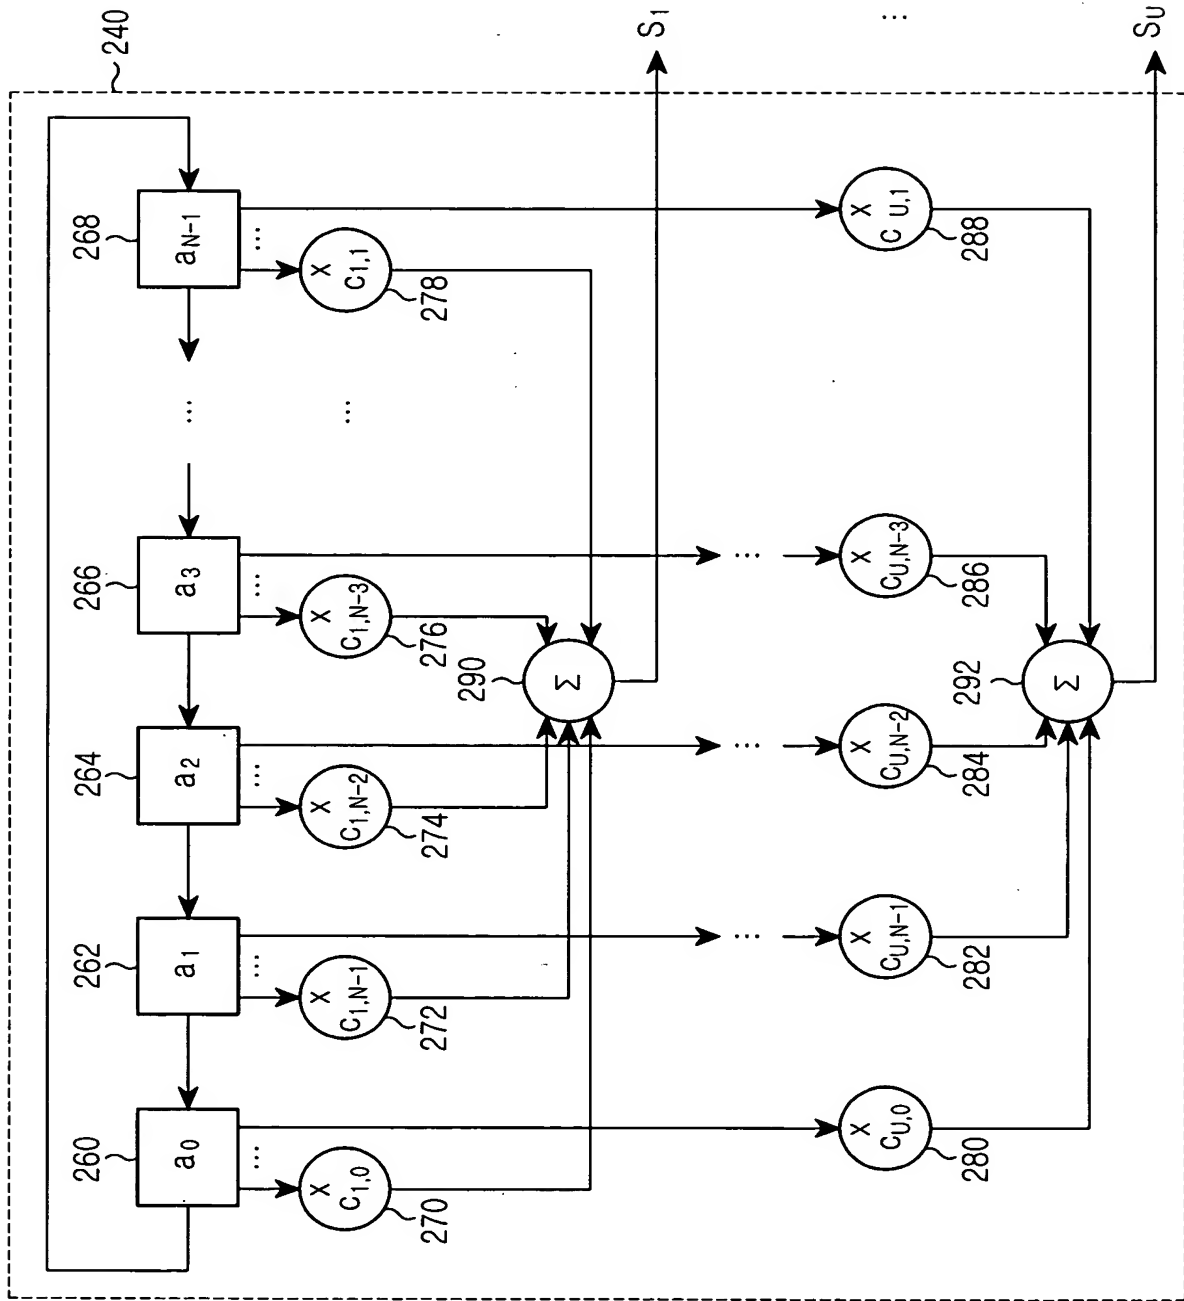 240
260 262 264 266 268
a0 a1 a2 a3 ... aN-1
... ... ... ... ...
X C1,0 X C1,N-1 X C1,N-2 X C1,N-3 ... X C1,1
270 272 274 276 278
290
Σ
S1
... ... ... ...
X CU,0 X CU,N-1 X CU,N-2 X CU,N-3 X C U,1
280 282 284 286 288
292
Σ
SU